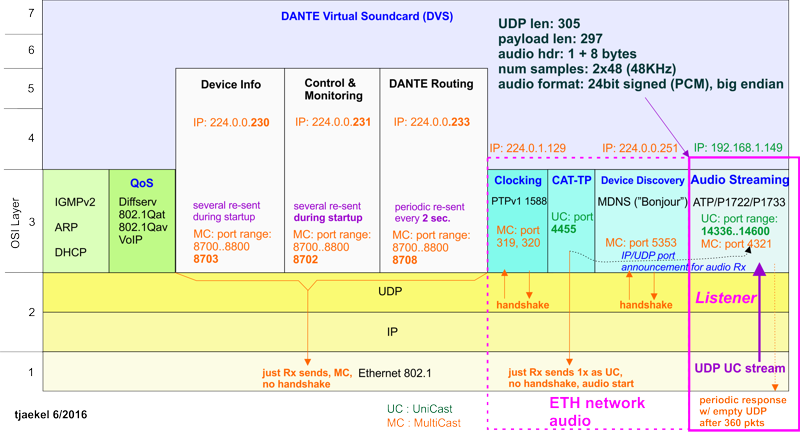 7
DANTE Virtual Soundcard (DVS)
UDP len: 305
payload len: 297
audio hdr: 1 + 8 bytes
num samples: 2x48 (48KHz)
audio format: 24bit signed (PCM), big endian
6
5
Device Info
Control &
Monitoring
DANTE Routing
4
IP: 224.0.0.230
IP: 224.0.0.231
IP: 224.0.0.233
IP: 224.0.1.129
IP: 224.0.0.251
IP: 192.168.1.149
OSI Layer
3
IGMPv2
ARP
DHCP
QoS
Diffserv
802.1Qat
802.1Qav
VoIP
several re-sent
during startup
MC: port range:
8700..8800
8703
several re-sent
during startup
MC: port range:
8700..8800
8702
periodic re-sent
every 2 sec.
MC: port range:
8700..8800
8708
Clocking
PTPv1 1588
MC: port
319, 320
CAT-TP
UC: port
4455
Device Discovery
MDNS ("Bonjour")
MC: port 5353
IP/UDP port
announcement for audio Rx
Audio Streaming
ATP/P1722/P1733
UC: port range:
14336..14600
MC: port 4321
2
UDP
handshake
handshake
Listener
IP
1
just Rx sends, MC,
no handshake
Ethernet 802.1
just Rx sends 1x as UC,
no handshake, audio start
UDP UC stream
tjaekel 6/2016
UC : UniCast
MC : MultiCast
ETH network
audio
periodic response
w/ empty UDP
after 360 pkts